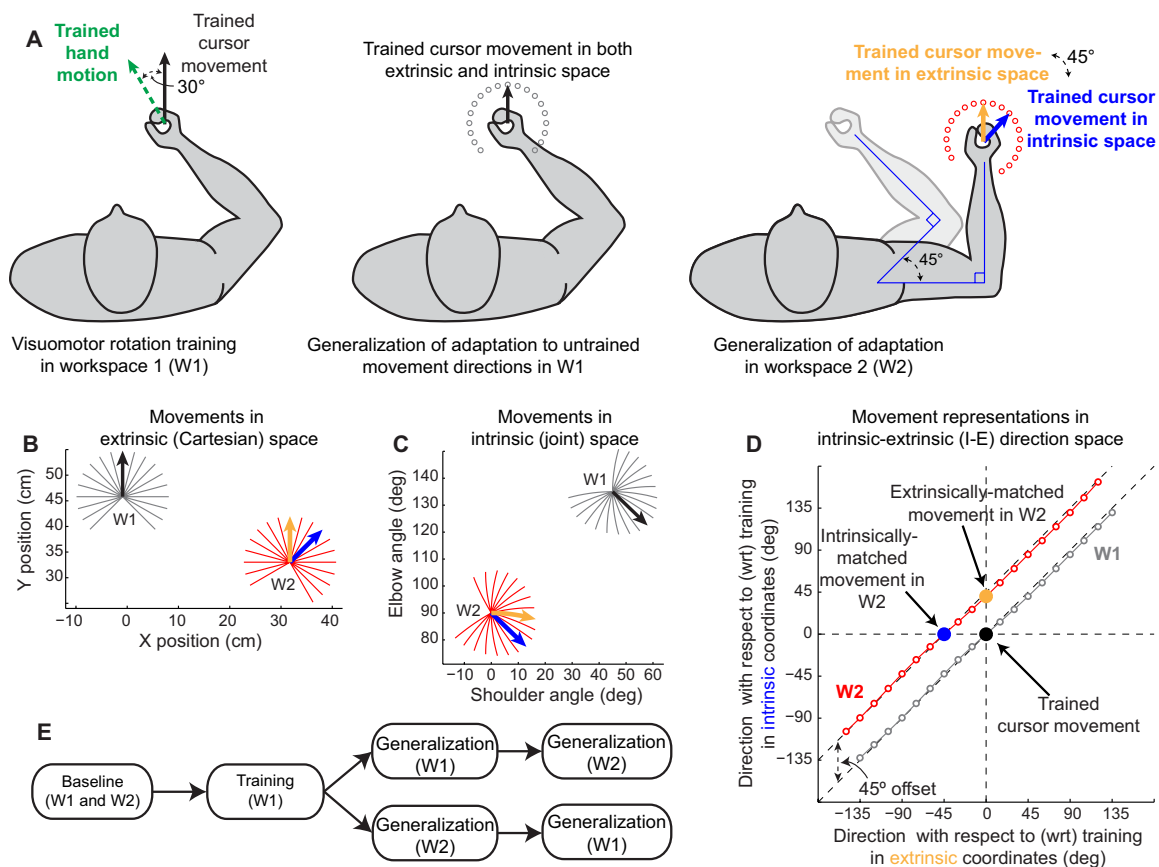 A
Trained
hand
motion
Trained
cursor
movement
30°
Visuomotor rotation training
in workspace 1 (W1)
Trained cursor movement in both
extrinsic and intrinsic space
Generalization of adaptation to untrained
movement directions in W1
Trained cursor move-
ment in extrinsic space
45°
Trained cursor
movement in
intrinsic space
45°
Generalization of adaptation
in workspace 2 (W2)
B
Movements in
extrinsic (Cartesian) space
Y position (cm)
50
45
40
35
30
W1
W2
−10 0 10 20 30 40
X position (cm)
C
Movements in
intrinsic (joint) space
Elbow angle (deg)
140
130
120
110
100
90
80
W1
W2
−10 0 10 20 30 40 50 60
Shoulder angle (deg)
D
Movement representations in
intrinsic-extrinsic (I-E) direction space
Direction with respect to (wrt) training
in intrinsic coordinates (deg)
135
90
45
0
−45
−90
−135
Extrinsically-matched
movement in W2
Intrinsically-
matched
movement in
W2
W1
W2
Trained
cursor movement
45º offset
−135 −90 −45 0 45 90 135
Direction with respect to (wrt) training
in extrinsic coordinates (deg)
E
Baseline
(W1 and W2)
Training
(W1)
Generalization
(W1)
Generalization
(W2)
Generalization
(W2)
Generalization
(W1)